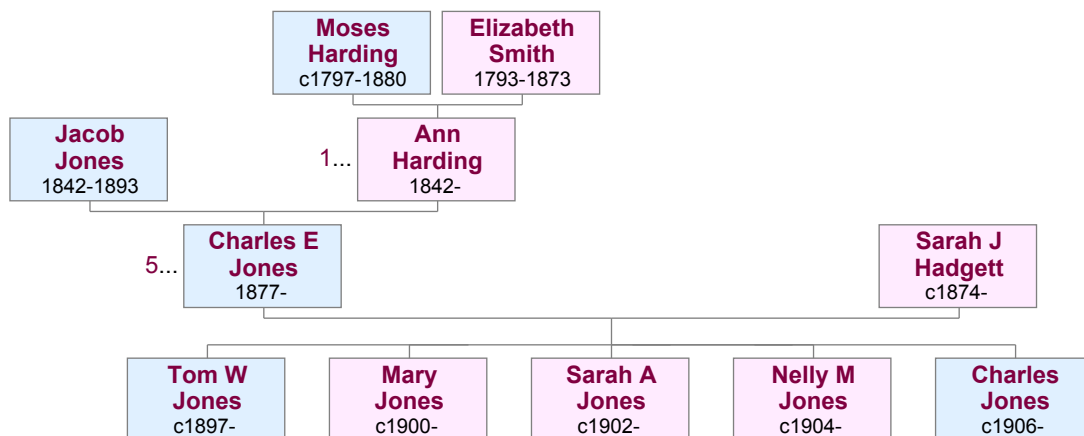 Moses
Harding
c1797-1880
Elizabeth
Smith
1793-1873
Jacob
Jones
1842-1893
1...
Ann
Harding
1842-
5...
Charles E
Jones
1877-
Sarah J
Hadgett
c1874-
Tom W
Jones
c1897-
Mary
Jones
c1900-
Sarah A
Jones
c1902-
Nelly M
Jones
c1904-
Charles
Jones
c1906-